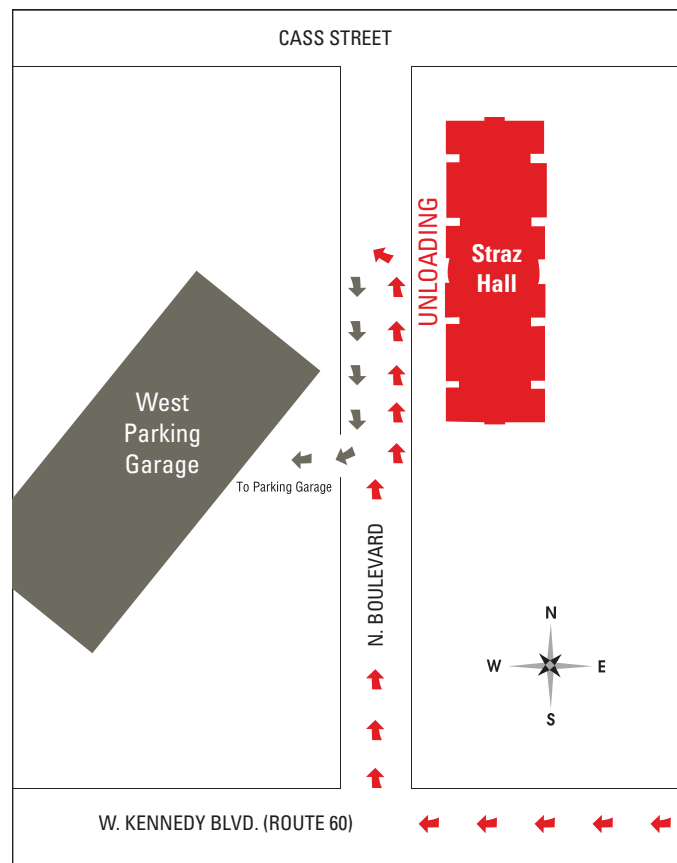 CASS STREET
UNLOADING
Straz
Hall
West
Parking
Garage
To Parking Garage
N. BOULEVARD
N
W
E
S
W. KENNEDY BLVD. (ROUTE 60)